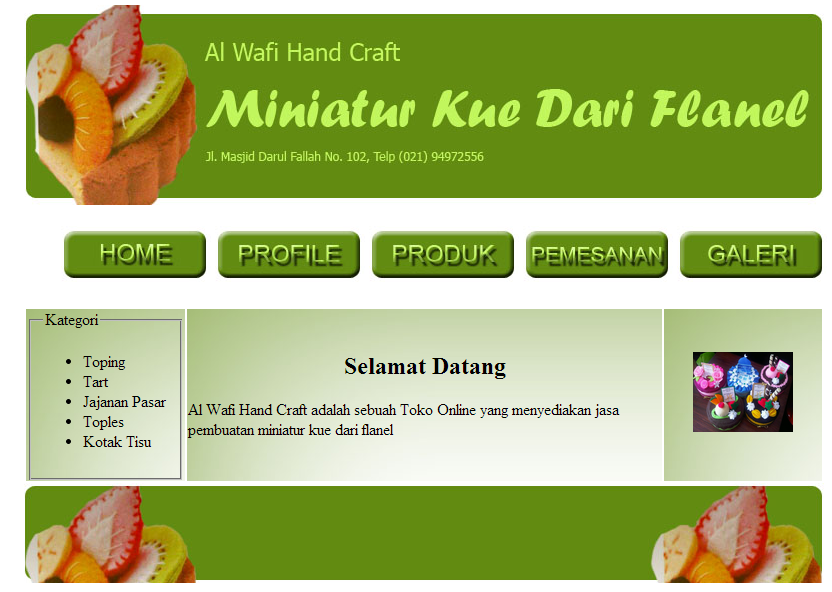 Al Wafi Hand Craft
Miniatur Kue Dari Flanel
Jl. Masjid Darul Fallah No. 102, Telp (021) 94972556
HOME PROFILE PRODUK PEMESANAN GALERI
Kategori
Toping
Tart
Jajanan Pasar
Toples
Kotak Tisu
Selamat Datang
Al Wafi Hand Craft adalah sebuah Toko Online yang menyediakan jasa
pembuatan miniatur kue dari flanel